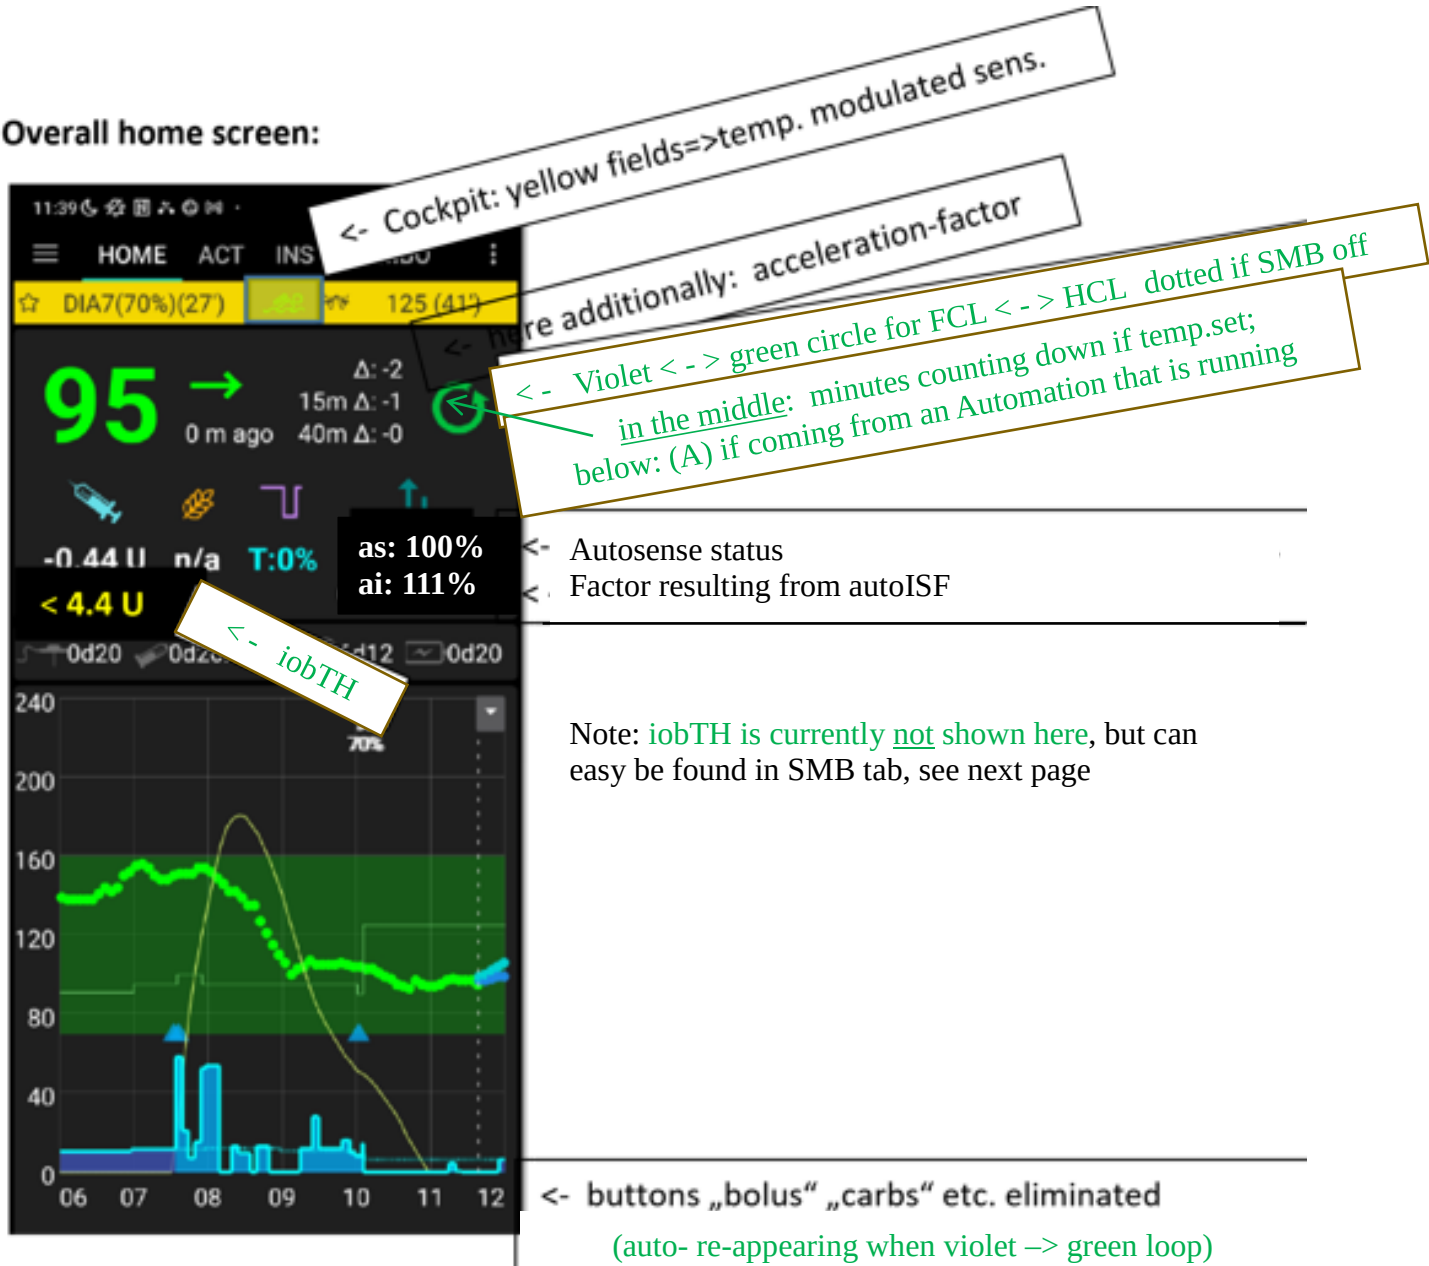 <- Cockpit: yellow fields=>temp. modulated sens.
Overall home screen:
11:39
HOME ACT INS
<- here additionally: acceleration-factor
DIA7(70%)(27') 125 (41')
<- Violet <-> green circle for FCL <-> HCL dotted if SMB off
in the middle: minutes counting down if temp.set;
below: (A) if coming from an Automation that is running
95
Δ: -2
15m Δ: -1
0 m ago 40m Δ: -0
-0.44 U n/a T:0%
as: 100%
ai: 111%
<- Autosense status
< Factor resulting from autoISF
< 4.4 U
<- iobTH
0d20 d12 0d20
Note: iobTH is currently not shown here, but can
easy be found in SMB tab, see next page
70%
240
200
160
120
80
40
0
06 07 08 09 10 11 12
<- buttons „bolus“ „carbs“ etc. eliminated
(auto- re-appearing when violet –> green loop)